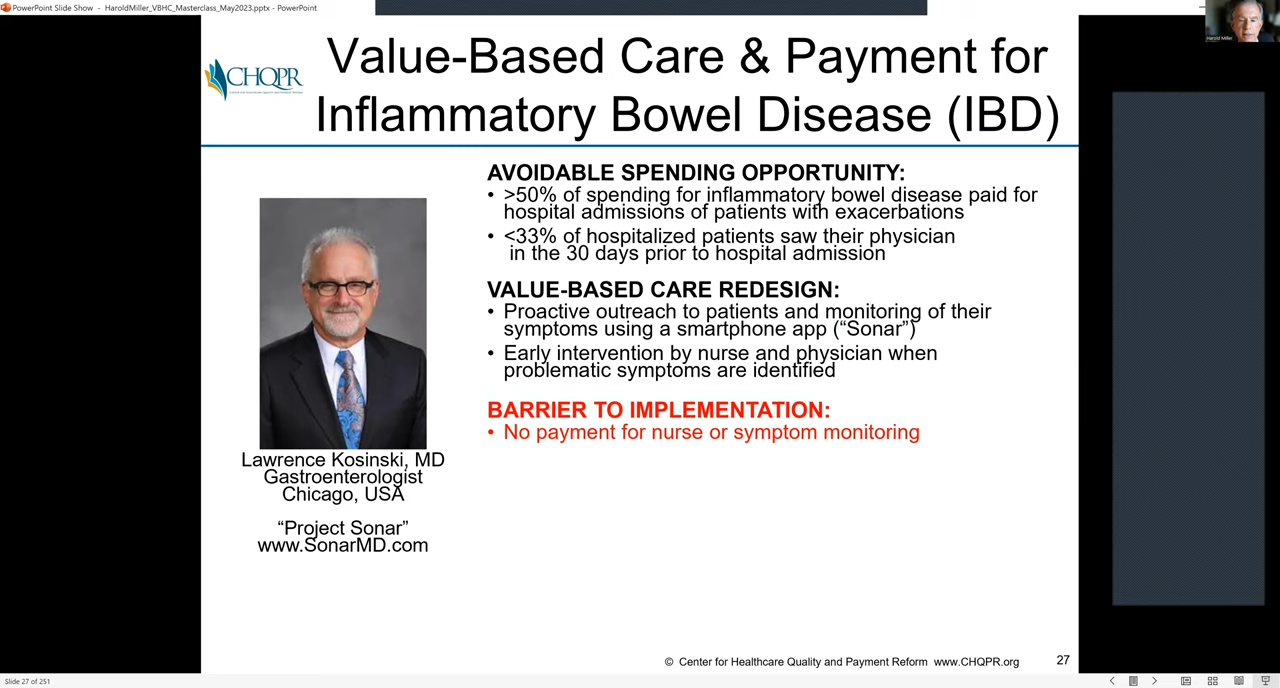 PowerPoint Slide Show - HaroldMiller_VBHC_Masterclass_May2023.pptx - PowerPoint
Harold Miller
CHQPR
Value-Based Care & Payment for
Inflammatory Bowel Disease (IBD)
AVOIDABLE SPENDING OPPORTUNITY:
• >50% of spending for inflammatory bowel disease paid for
hospital admissions of patients with exacerbations
• <33% of hospitalized patients saw their physician
in the 30 days prior to hospital admission
VALUE-BASED CARE REDESIGN:
• Proactive outreach to patients and monitoring of their
symptoms using a smartphone app (“Sonar”)
• Early intervention by nurse and physician when
problematic symptoms are identified
BARRIER TO IMPLEMENTATION:
• No payment for nurse or symptom monitoring
Lawrence Kosinski, MD
Gastroenterologist
Chicago, USA
“Project Sonar”
www.SonarMD.com
© Center for Healthcare Quality and Payment Reform www.CHQPR.org
27
Slide 27 of 251